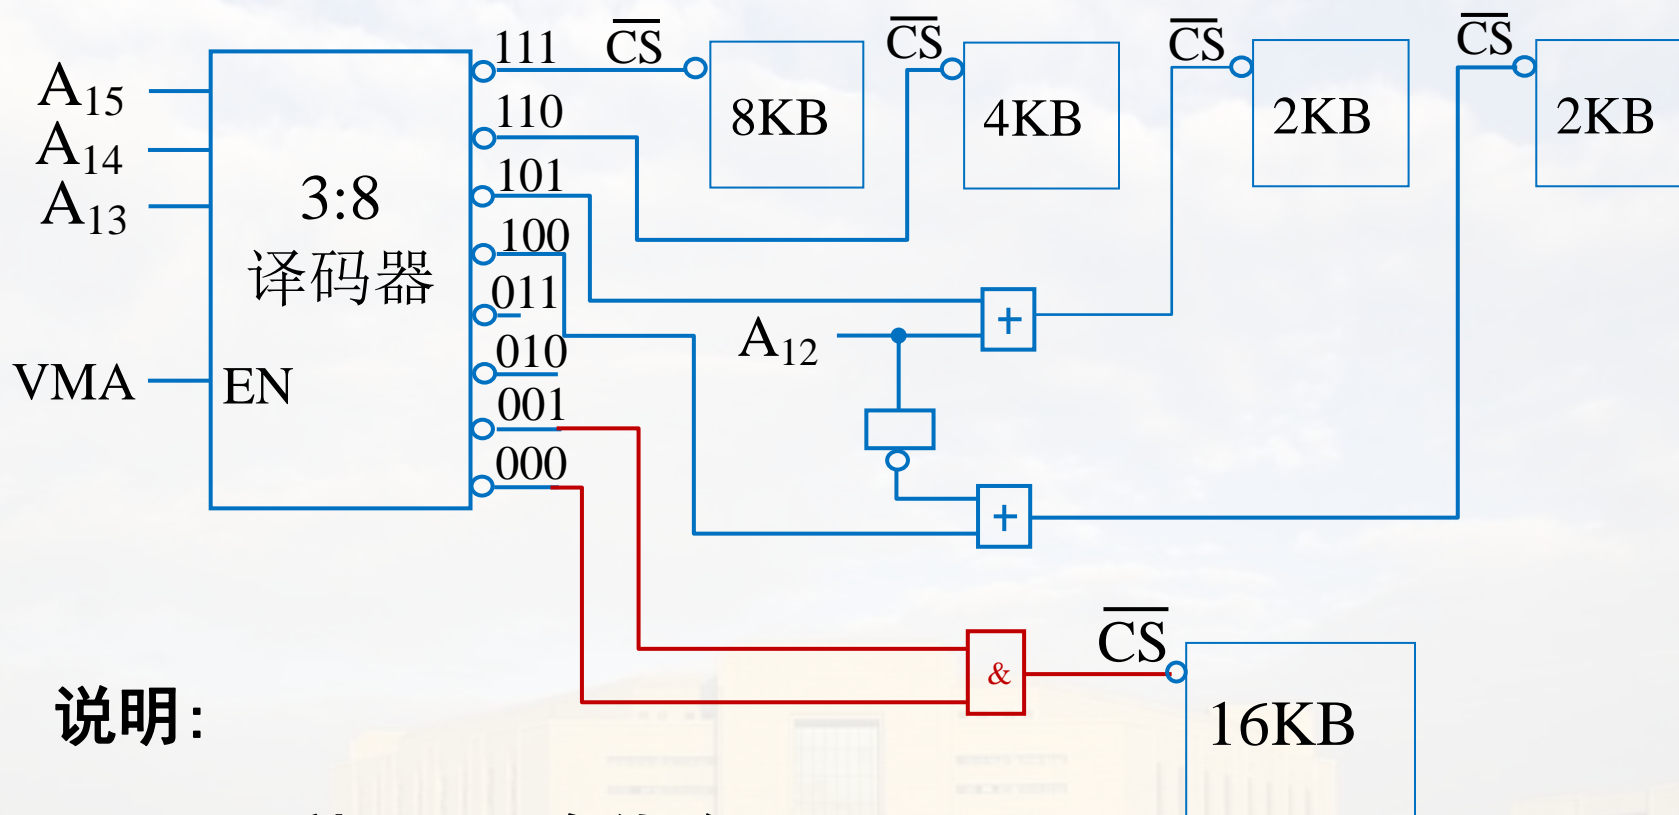 111
CS
CS
CS
CS
A15
110
8KB
4KB
2KB
2KB
A14
101
A13
3:8
100
译码器
011
A12
+
010
VMA
EN
001
000
+
CS
&
说明:
16KB